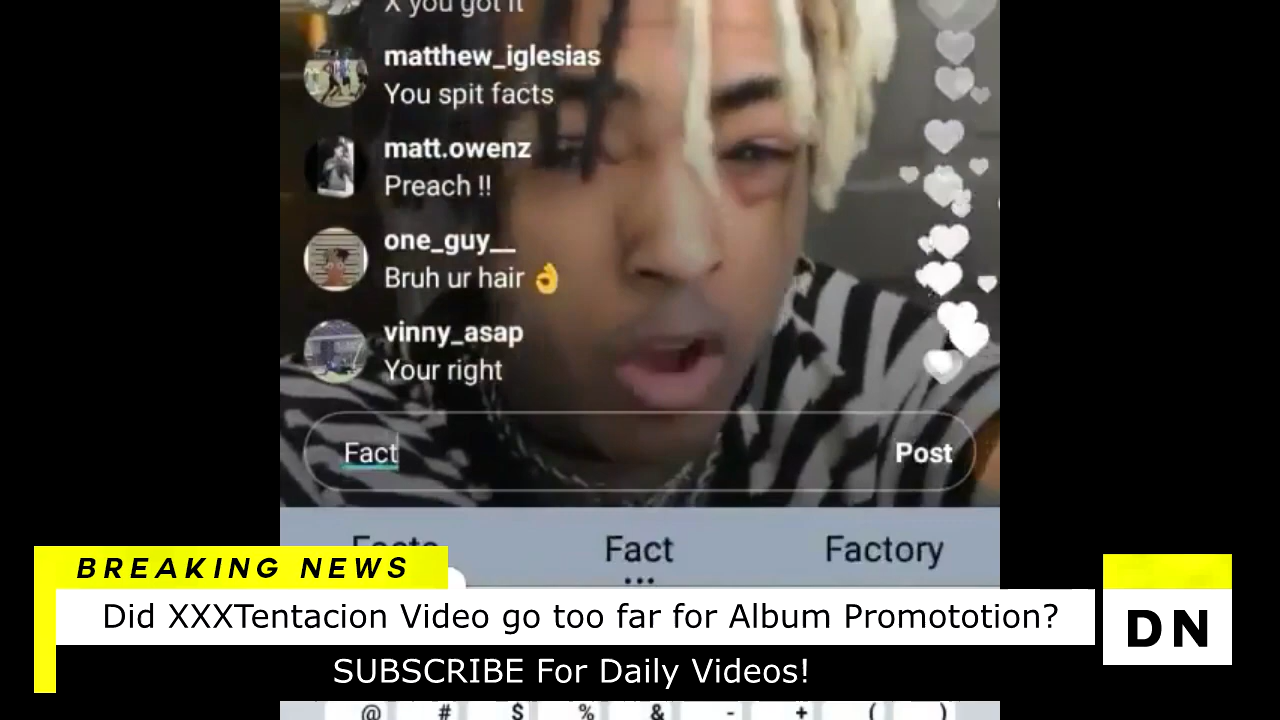 X you got it
matthew_iglesias
You spit facts
matt.owenz
Preach !!
one_guy__
Bruh ur hair 👌
vinny_asap
Your right
Fact
Post
Facts Fact Factory
BREAKING NEWS
Did XXXTentacion Video go too far for Album Promototion?
DN
SUBSCRIBE For Daily Videos!
@ # $ % & - + ( )